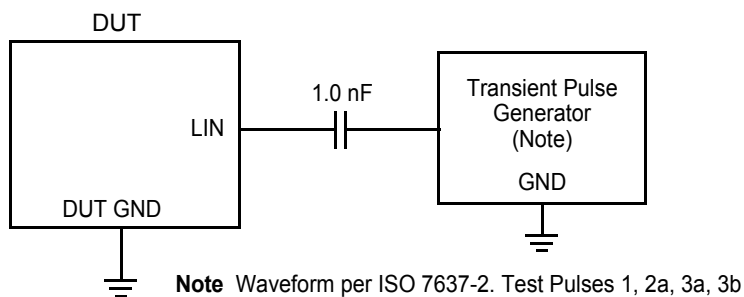 DUT
1.0 nF
LIN
Transient Pulse
Generator
(Note)
GND
DUT GND
Note Waveform per ISO 7637-2. Test Pulses 1, 2a, 3a, 3b